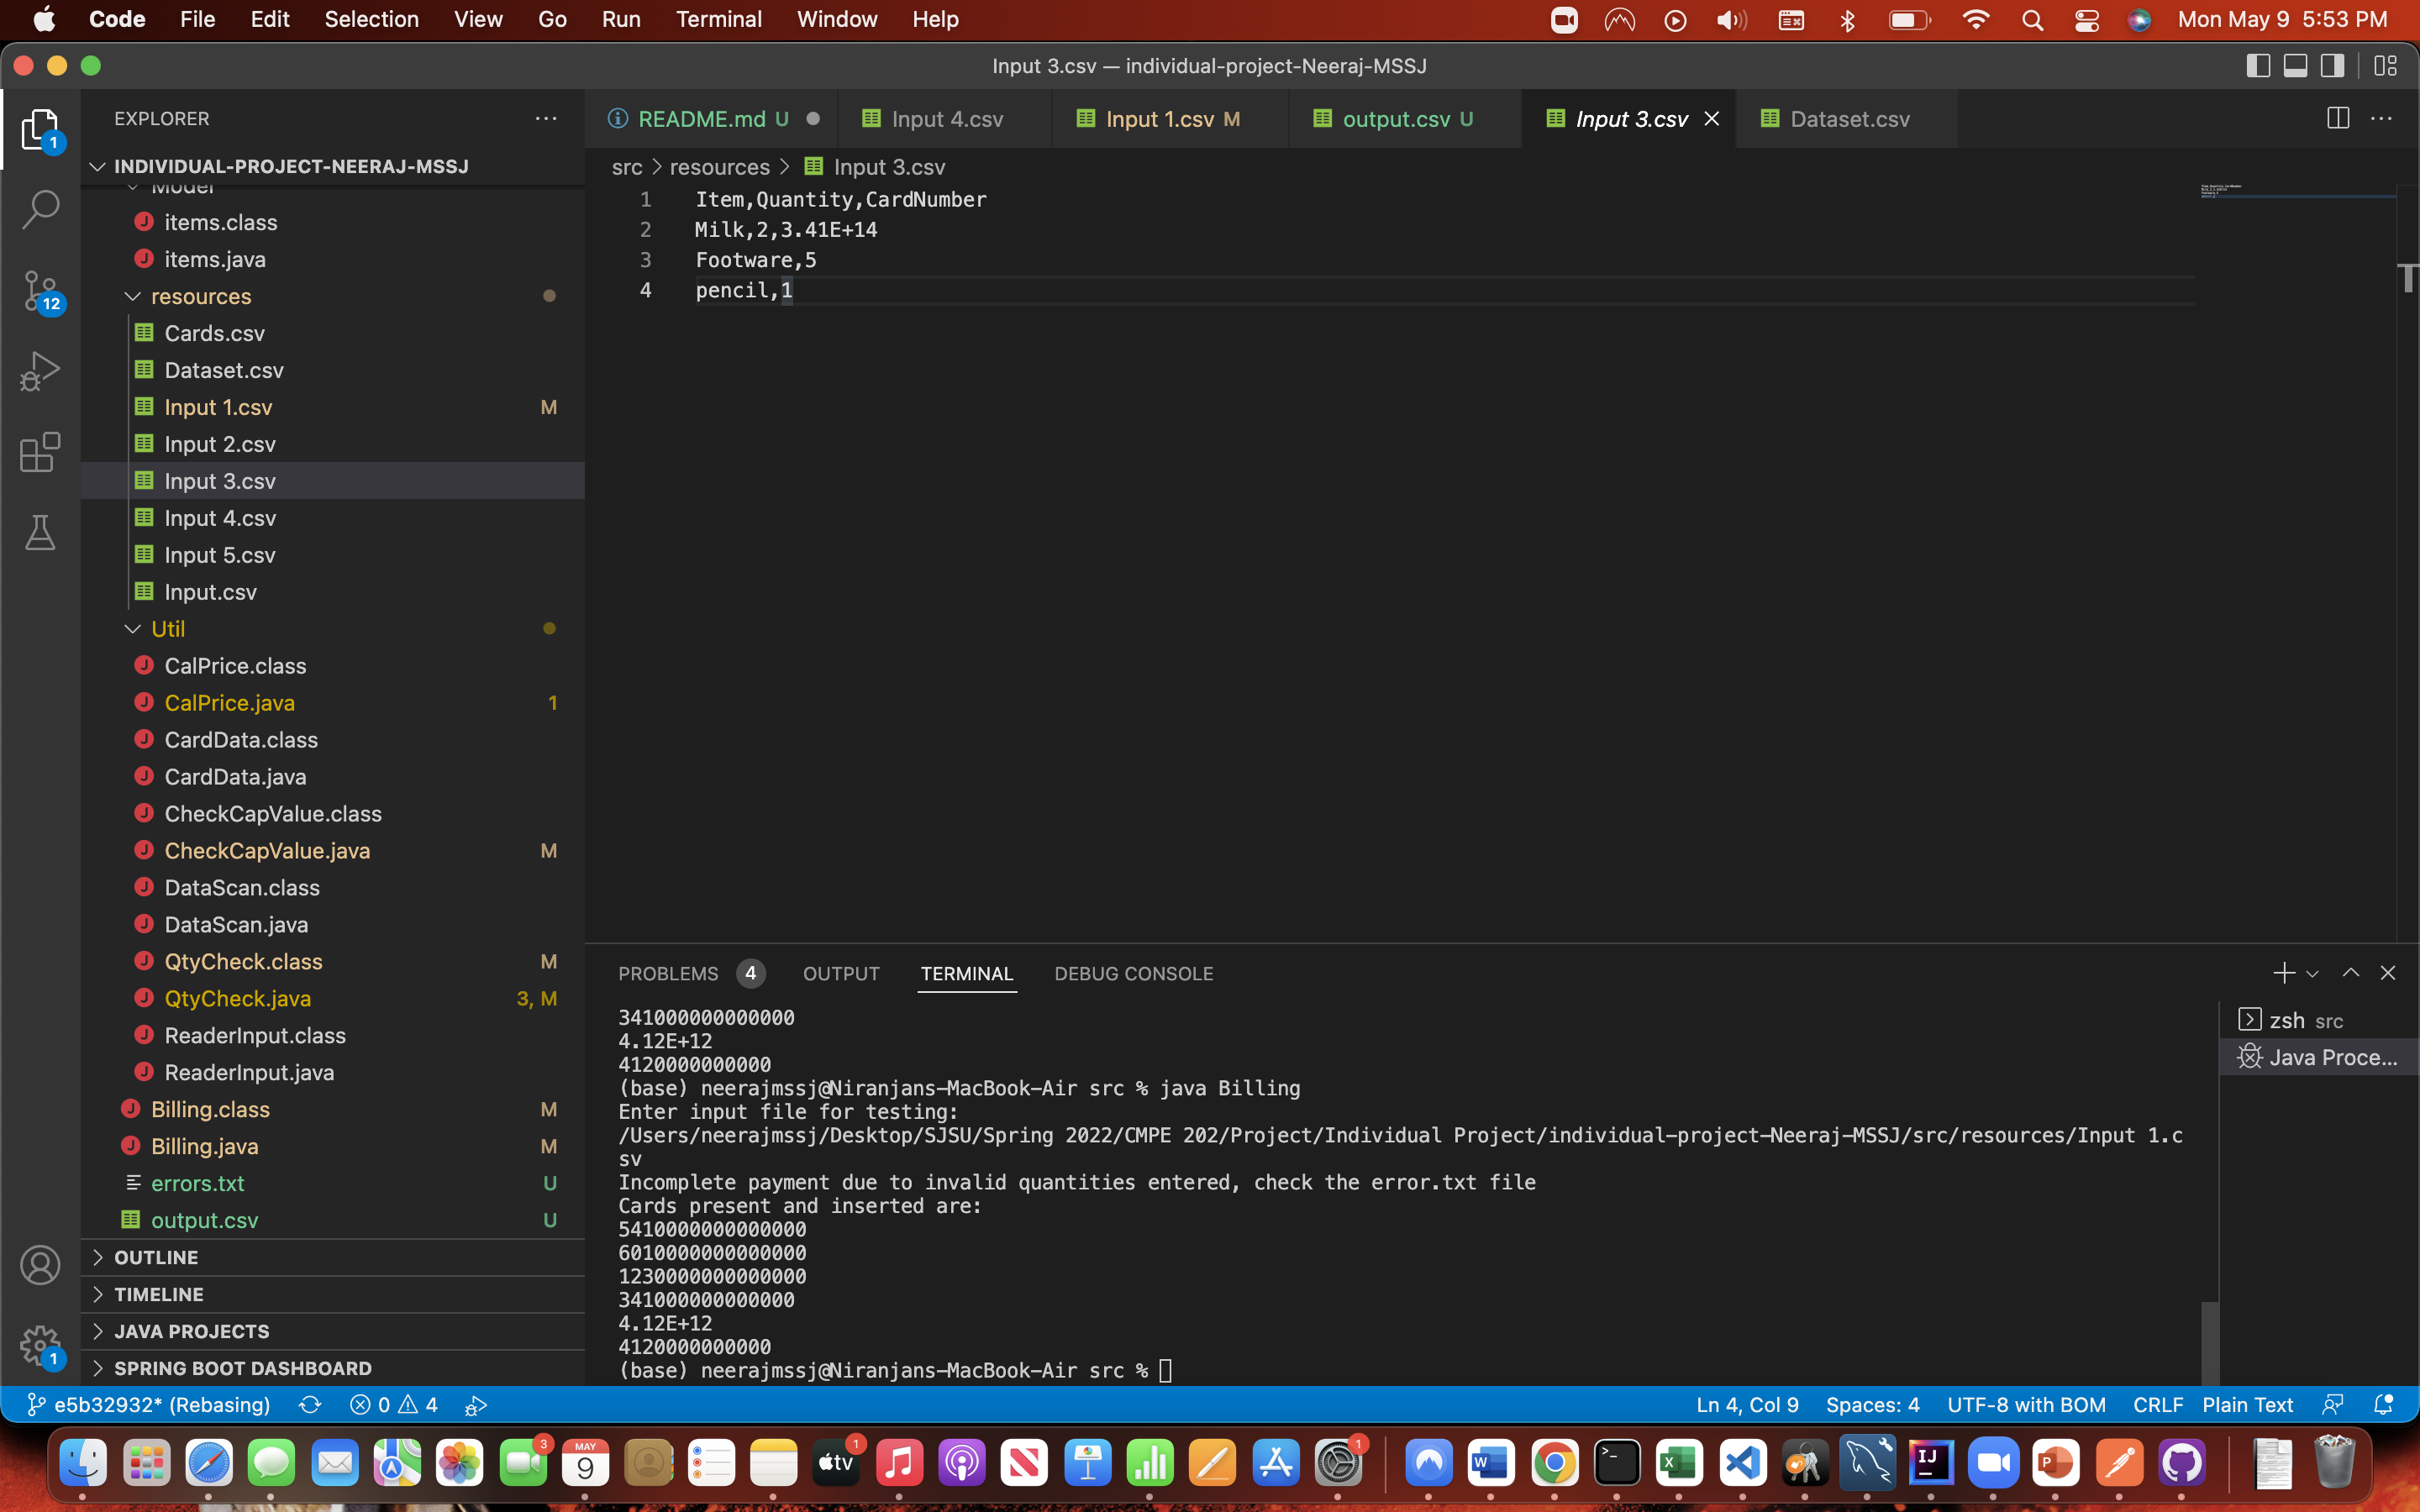 Code File Edit Selection View Go Run Terminal Window Help Mon May 9 5:53 PM
Input 3.csv — individual-project-Neeraj-MSSJ
EXPLORER
INDIVIDUAL-PROJECT-NEERAJ-MSSJ
Model
items.class
items.java
resources
Cards.csv
Dataset.csv
Input 1.csv M
Input 2.csv
Input 3.csv
Input 4.csv
Input 5.csv
Input.csv
Util
CalPrice.class
CalPrice.java 1
CardData.class
CardData.java
CheckCapValue.class
CheckCapValue.java M
DataScan.class
DataScan.java
QtyCheck.class M
QtyCheck.java 3, M
ReaderInput.class
ReaderInput.java
Billing.class M
Billing.java M
errors.txt U
output.csv U
OUTLINE
TIMELINE
JAVA PROJECTS
SPRING BOOT DASHBOARD
1
12
1
README.md U Input 4.csv Input 1.csv M output.csv U Input 3.csv Dataset.csv
src > resources > Input 3.csv
1 Item,Quantity,CardNumber
2 Milk,2,3.41E+14
3 Footware,5
4 pencil,1
PROBLEMS 4 OUTPUT TERMINAL DEBUG CONSOLE
341000000000000
4.12E+12
4120000000000
(base) neerajmssj@Niranjans-MacBook-Air src % java Billing
Enter input file for testing:
/Users/neerajmssj/Desktop/SJSU/Spring 2022/CMPE 202/Project/Individual Project/individual-project-Neeraj-MSSJ/src/resources/Input 1.c
sv
Incomplete payment due to invalid quantities entered, check the error.txt file
Cards present and inserted are:
5410000000000000
6010000000000000
1230000000000000
341000000000000
4.12E+12
4120000000000
(base) neerajmssj@Niranjans-MacBook-Air src %
zsh src
Java Proce...
e5b32932* (Rebasing) 0 4 Ln 4, Col 9 Spaces: 4 UTF-8 with BOM CRLF Plain Text
3 MAY 9 tv 1 1 W X IJ P